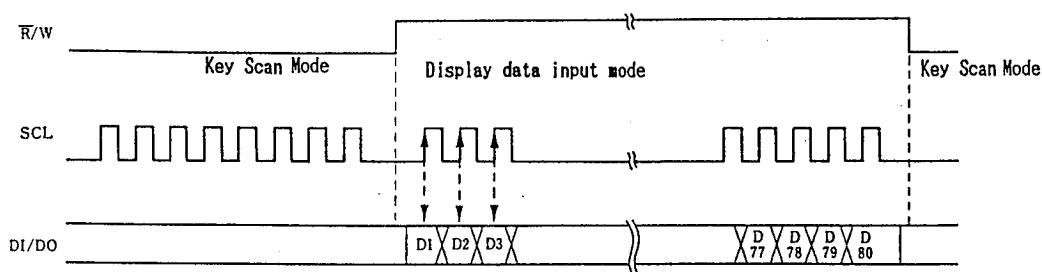 R̅/W
Key Scan Mode
Display data input mode
Key Scan Mode
SCL
DI/DO
D1
D2
D3
D
77
D
78
D
79
D
80